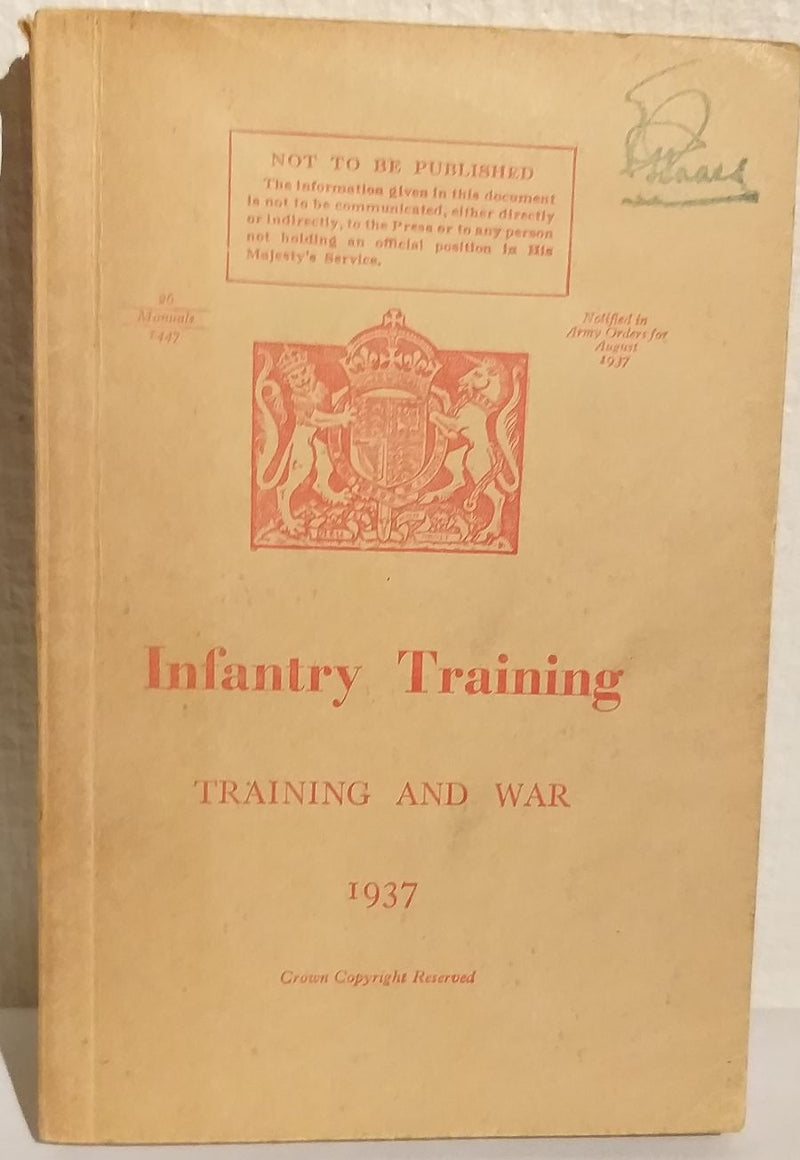 NOT TO BE PUBLISHED
The information given in this document
is not to be communicated, either directly
or indirectly, to the Press or to any person
not holding an official position in His
Majesty's Service.
26
Manuals
1447
Notified in
Army Orders for
August
1937
Infantry Training
TRAINING AND WAR
1937
Crown Copyright Reserved